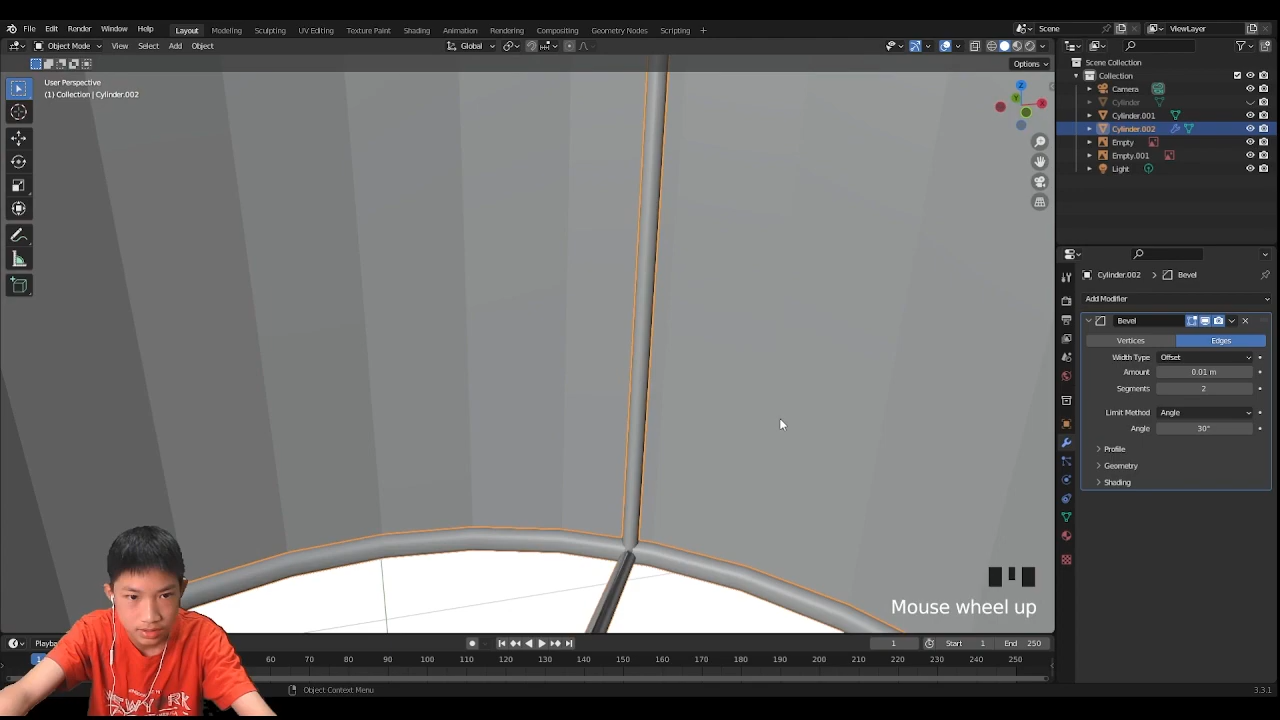 File Edit Render Window Help Layout Modeling Sculpting UV Editing Texture Paint Shading Animation Rendering Compositing Geometry Nodes Scripting + Scene ViewLayer
Object Mode View Select Add Object Global
Options
User Perspective
(1) Collection | Cylinder.002
Z
Y
X
Mouse wheel up
Scene Collection
Collection
Camera
Cylinder
Cylinder.001
Cylinder.002
Empty
Empty.001
Light
Cylinder.002 > Bevel
Add Modifier
Bevel
Vertices Edges
Width Type Offset
Amount 0.01 m
Segments 2
Limit Method Angle
Angle 30°
Profile
Geometry
Shading
Playba 1 Start 1 End 250
60 70 80 90 100 110 120 130 140 150 160 170 180 190 200 210 220 230 240 250
Object Context Menu 3.3.1